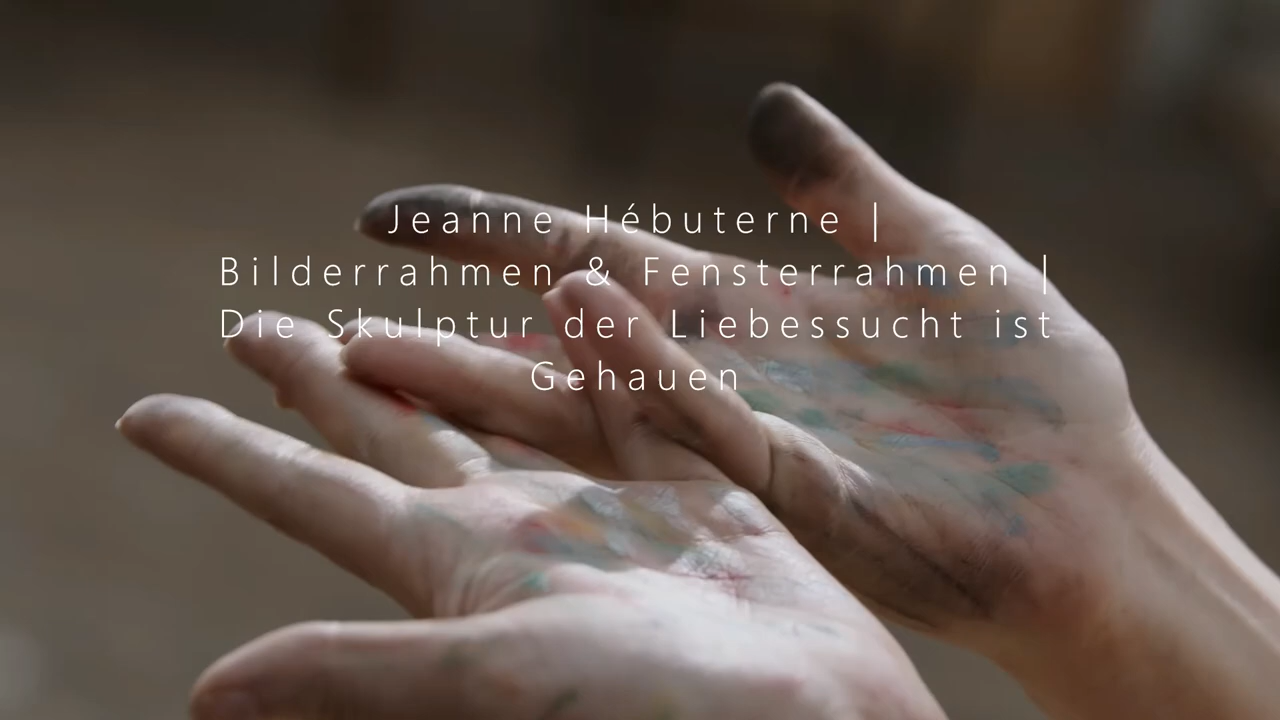 Jeanne Hébuterne |
Bilderrahmen & Fensterrahmen |
Die Skulptur der Liebessucht ist
Gehauen